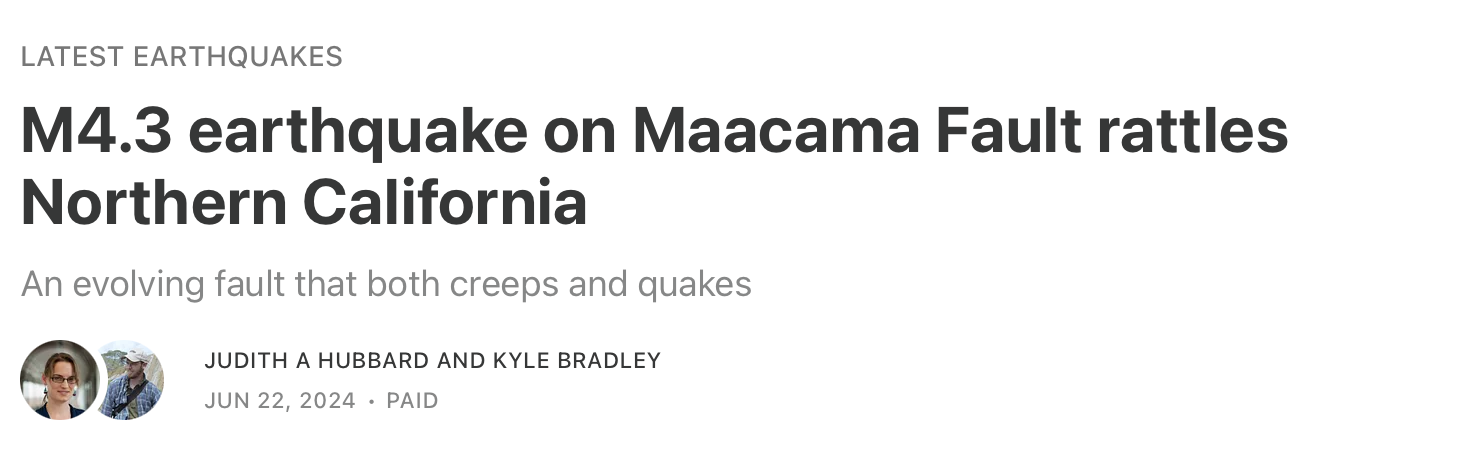 LATEST EARTHQUAKES
M4.3 earthquake on Maacama Fault rattles
Northern California
An evolving fault that both creeps and quakes
JUDITH A HUBBARD AND KYLE BRADLEY
JUN 22, 2024 • PAID